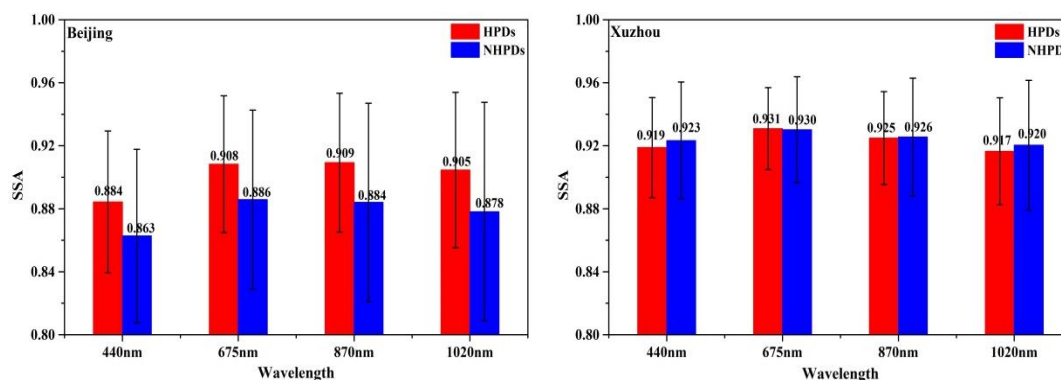 Beijing
HPDs
NHPDs
1.00
0.96
0.92
0.88
0.84
0.80
SSA
0.884
0.863
0.908
0.886
0.909
0.884
0.905
0.878
440nm
675nm
870nm
1020nm
Wavelength
Xuzhou
HPDs
NHPD
1.00
0.96
0.92
0.88
0.84
0.80
SSA
0.919
0.923
0.931
0.930
0.925
0.926
0.917
0.920
440nm
675nm
870nm
1020nm
Wavelength